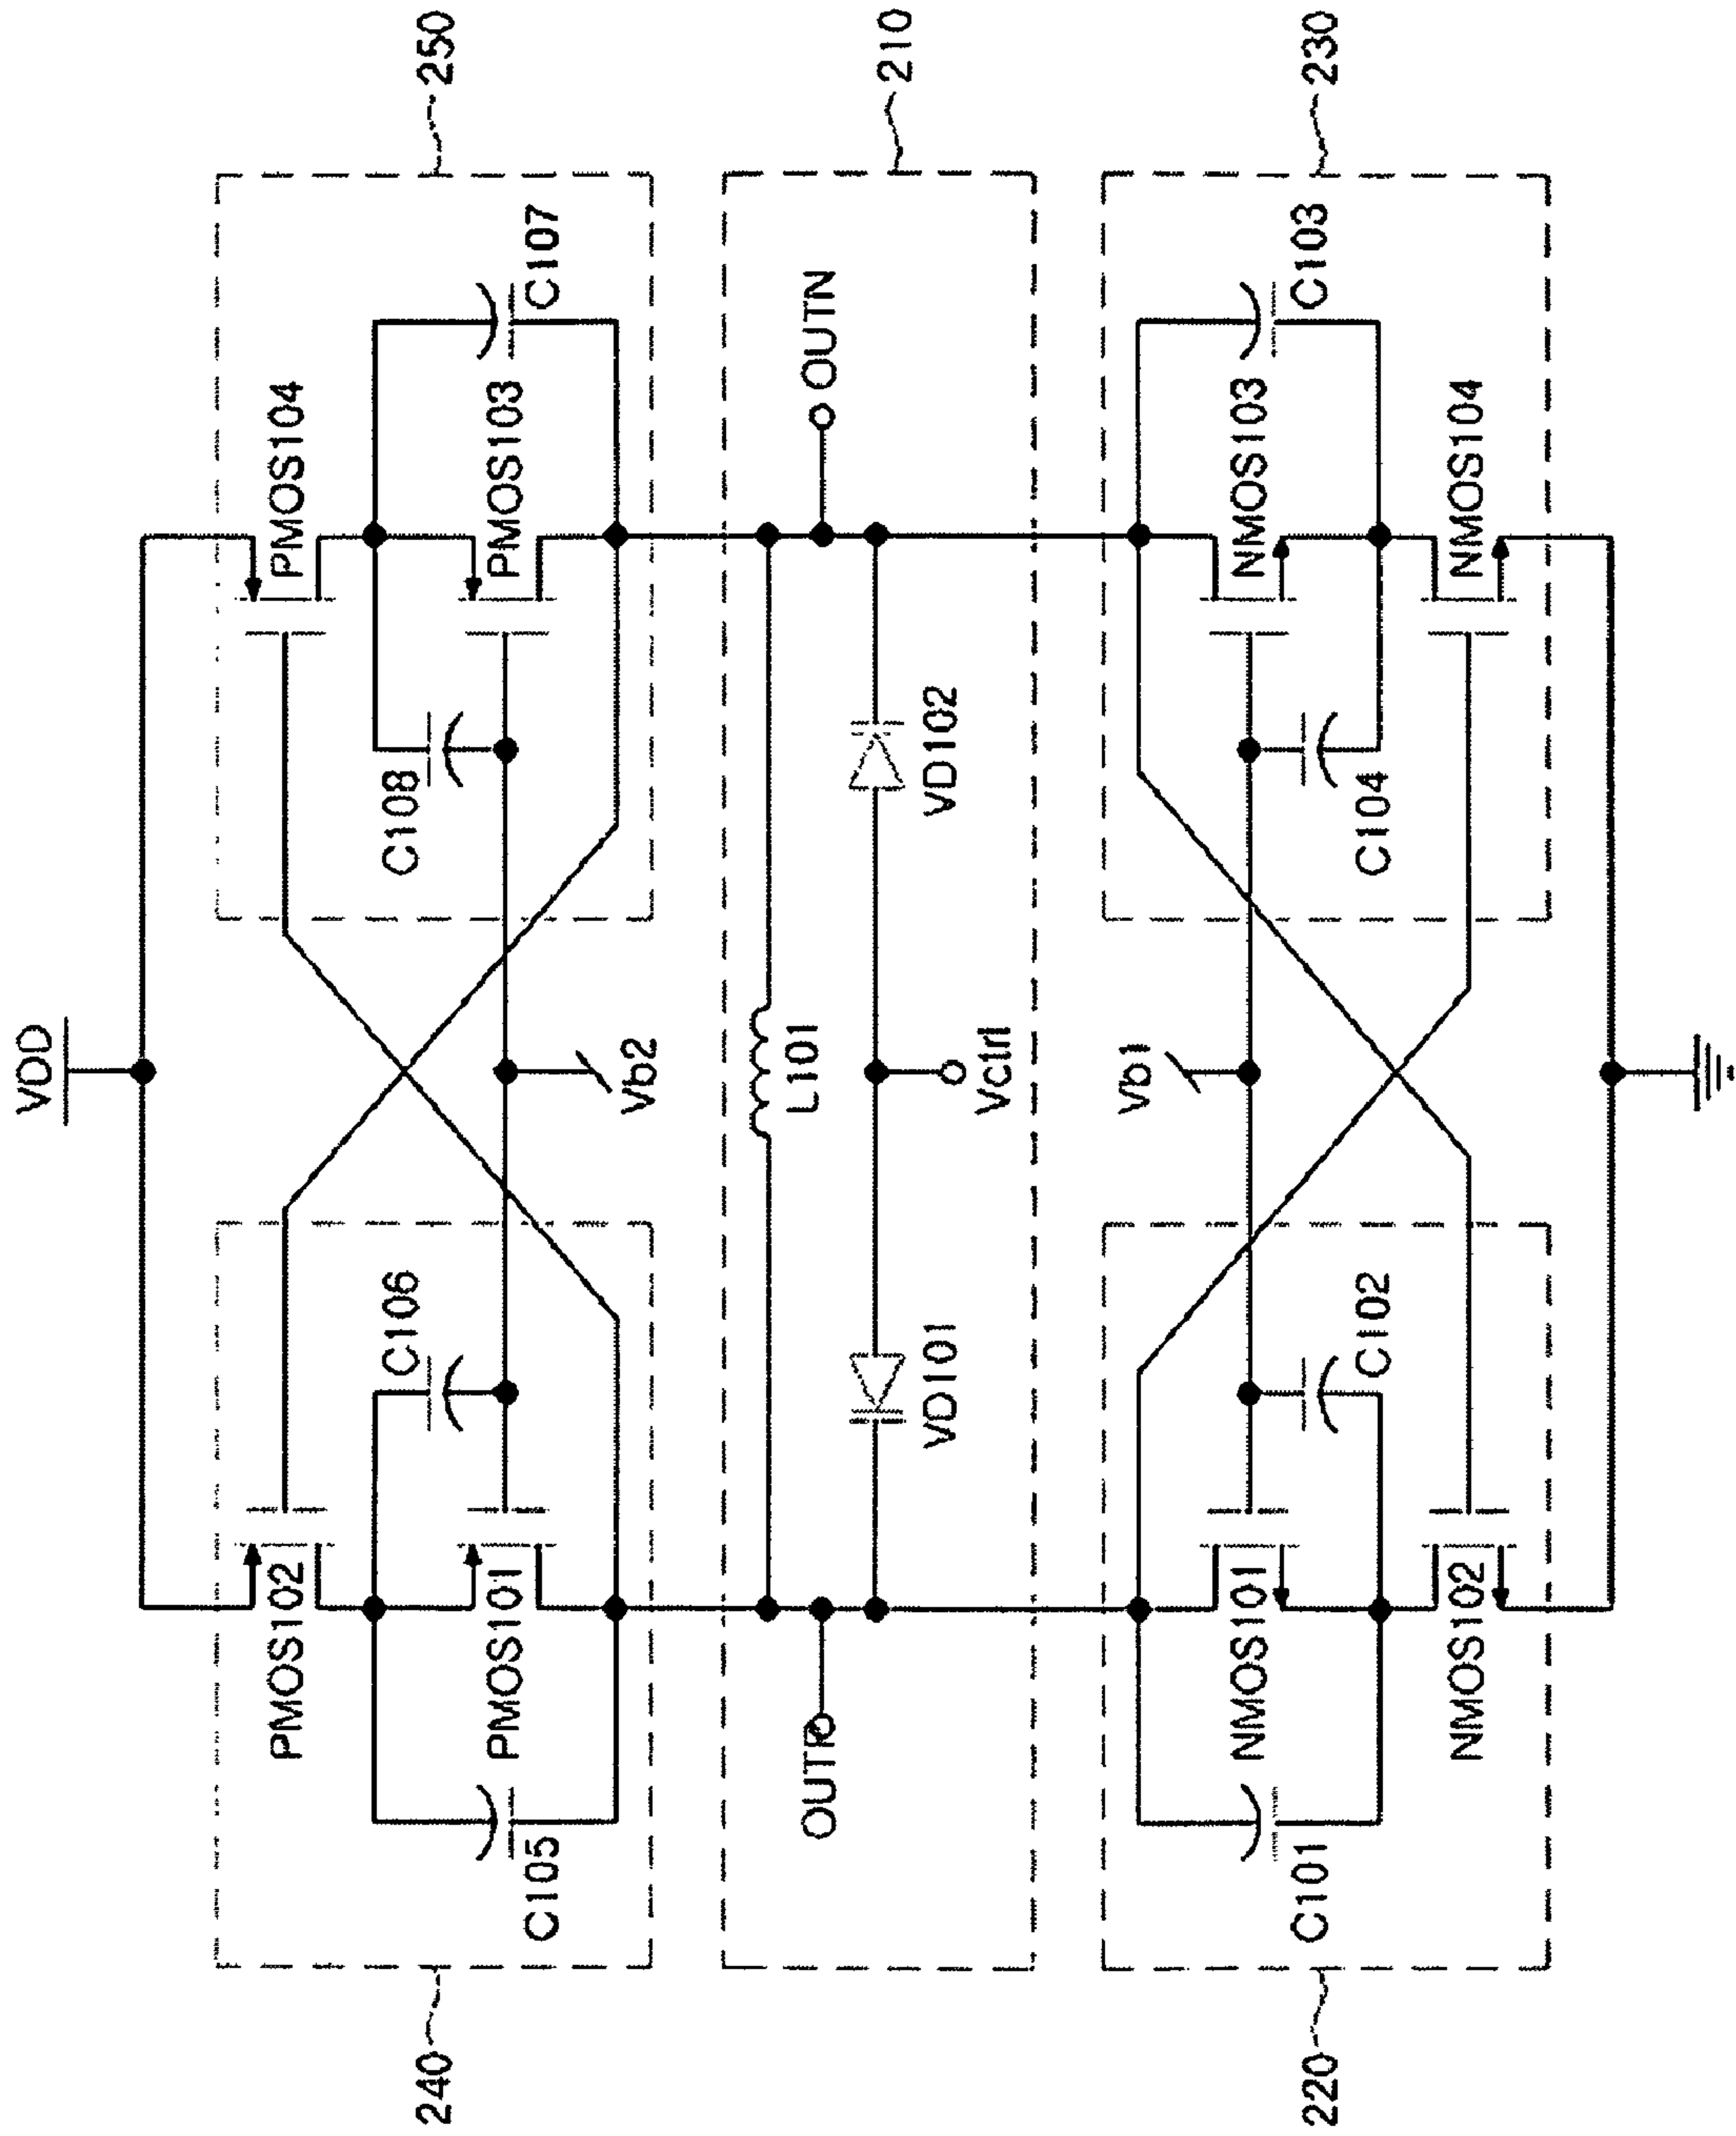 VDD
250
240
PMOS102
PMOS104
C106
C108
PMOS101
PMOS103
C105
C107
Vb2
210
L101
OUTP
OUTN
VD101
VD102
Vctrl
Vb1
230
220
NMOS101
NMOS103
C101
C103
C102
C104
NMOS102
NMOS104